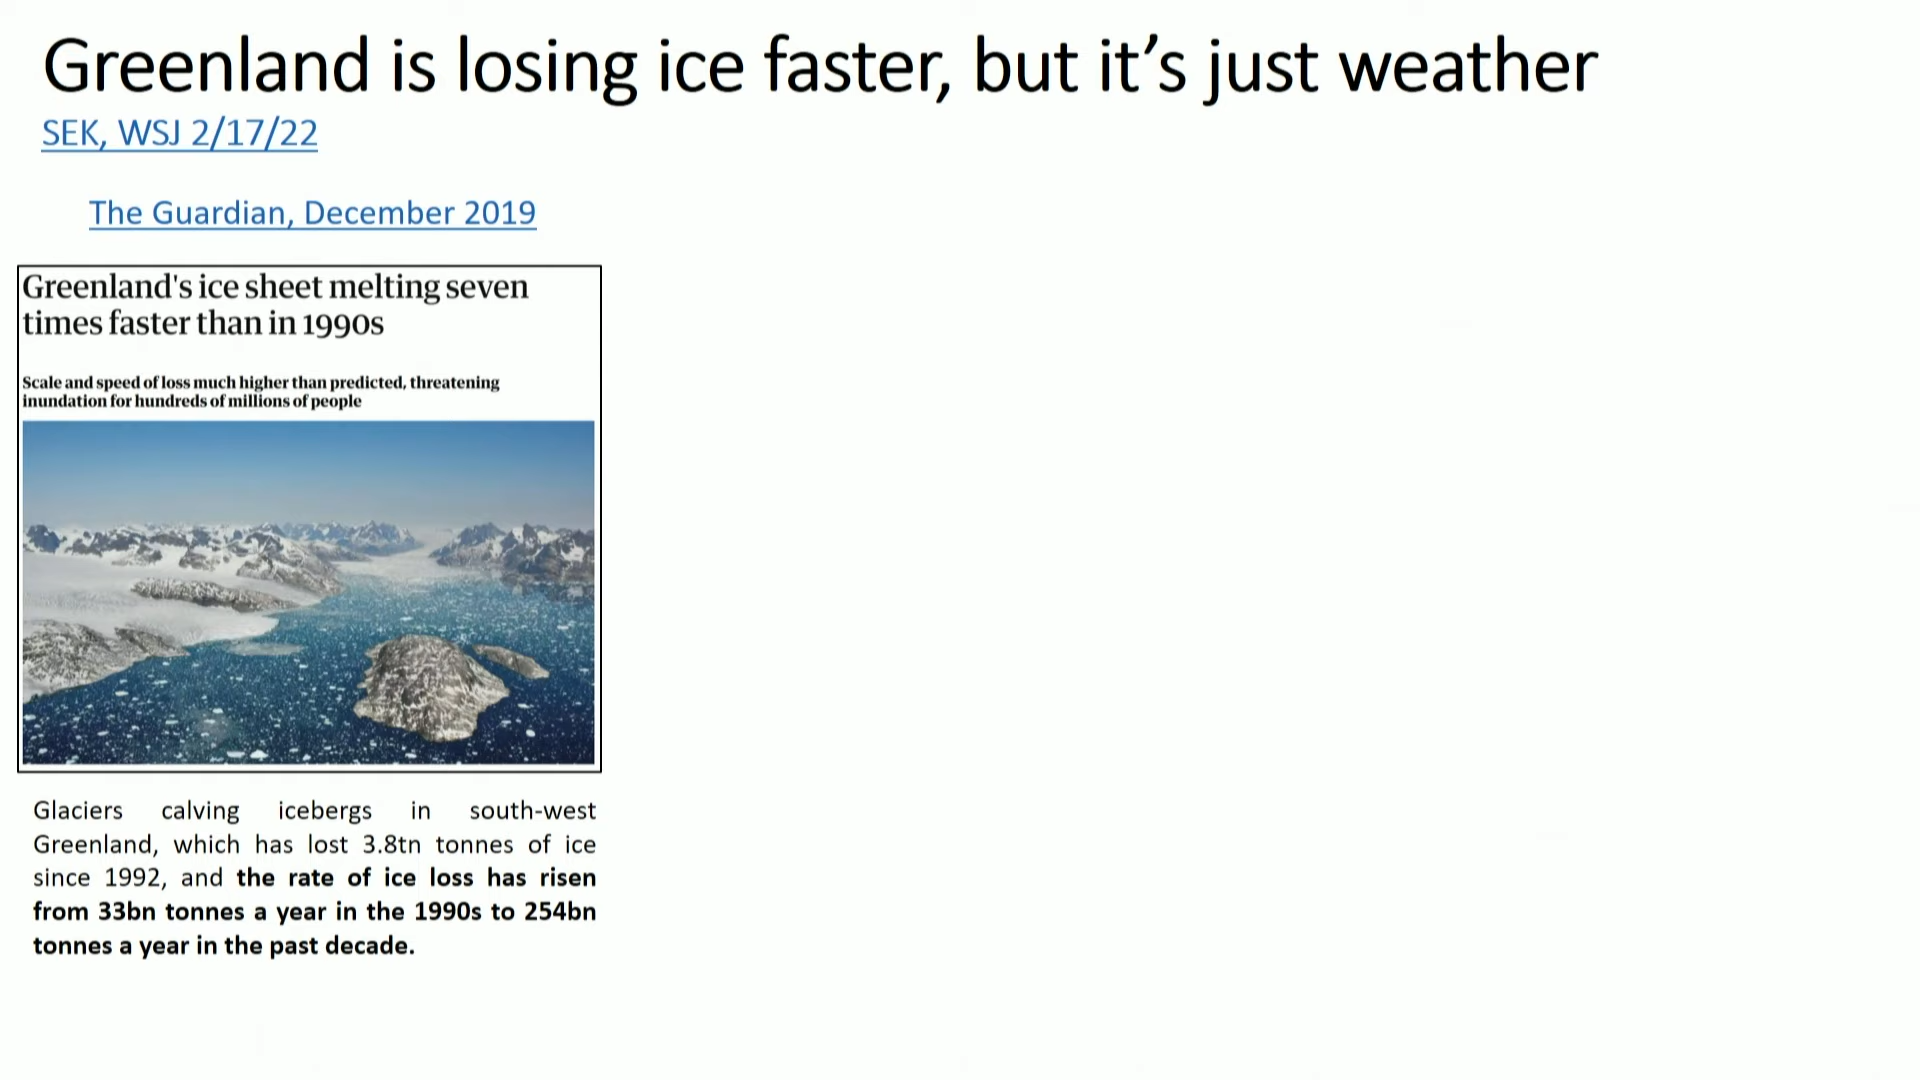 Greenland is losing ice faster, but it’s just weather
SEK, WSJ 2/17/22
The Guardian, December 2019
Greenland's ice sheet melting seven
times faster than in 1990s
Scale and speed of loss much higher than predicted, threatening
inundation for hundreds of millions of people
Glaciers calving icebergs in south-west
Greenland, which has lost 3.8tn tonnes of ice
since 1992, and the rate of ice loss has risen
from 33bn tonnes a year in the 1990s to 254bn
tonnes a year in the past decade.